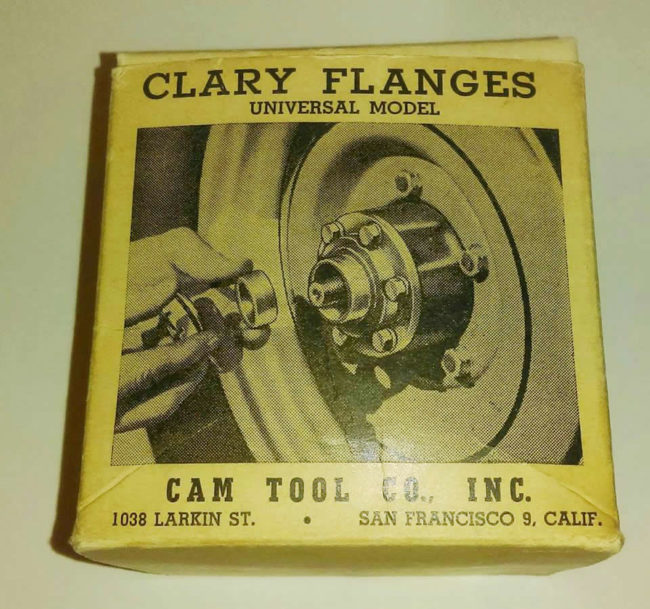 CLARY FLANGES
UNIVERSAL MODEL
CAM TOOL CO., INC.
1038 LARKIN ST. • SAN FRANCISCO 9, CALIF.